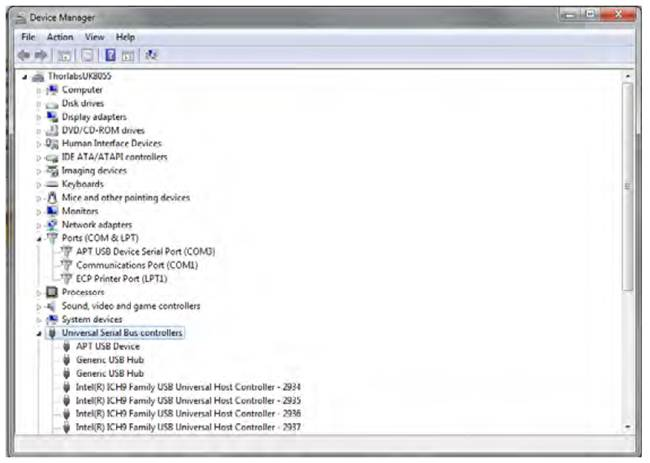 Device Manager
File Action View Help
ThorlabsUK8055
Computer
Disk drives
Display adapters
DVD/CD-ROM drives
Human Interface Devices
IDE ATA/ATAPI controllers
Imaging devices
Keyboards
Mice and other pointing devices
Monitors
Network adapters
Ports (COM & LPT)
APT USB Device Serial Port (COM3)
Communications Port (COM1)
ECP Printer Port (LPT1)
Processors
Sound, video and game controllers
System devices
Universal Serial Bus controllers
APT USB Device
Generic USB Hub
Generic USB Hub
Intel(R) ICH9 Family USB Universal Host Controller - 2934
Intel(R) ICH9 Family USB Universal Host Controller - 2935
Intel(R) ICH9 Family USB Universal Host Controller - 2936
Intel(R) ICH9 Family USB Universal Host Controller - 2937